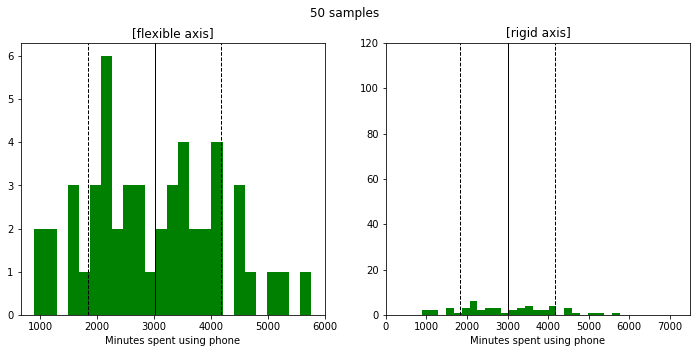 50 samples
[flexible axis]
6
5
4
3
2
1
0
1000 2000 3000 4000 5000 6000
Minutes spent using phone
[rigid axis]
120
100
80
60
40
20
0
0 1000 2000 3000 4000 5000 6000 7000
Minutes spent using phone